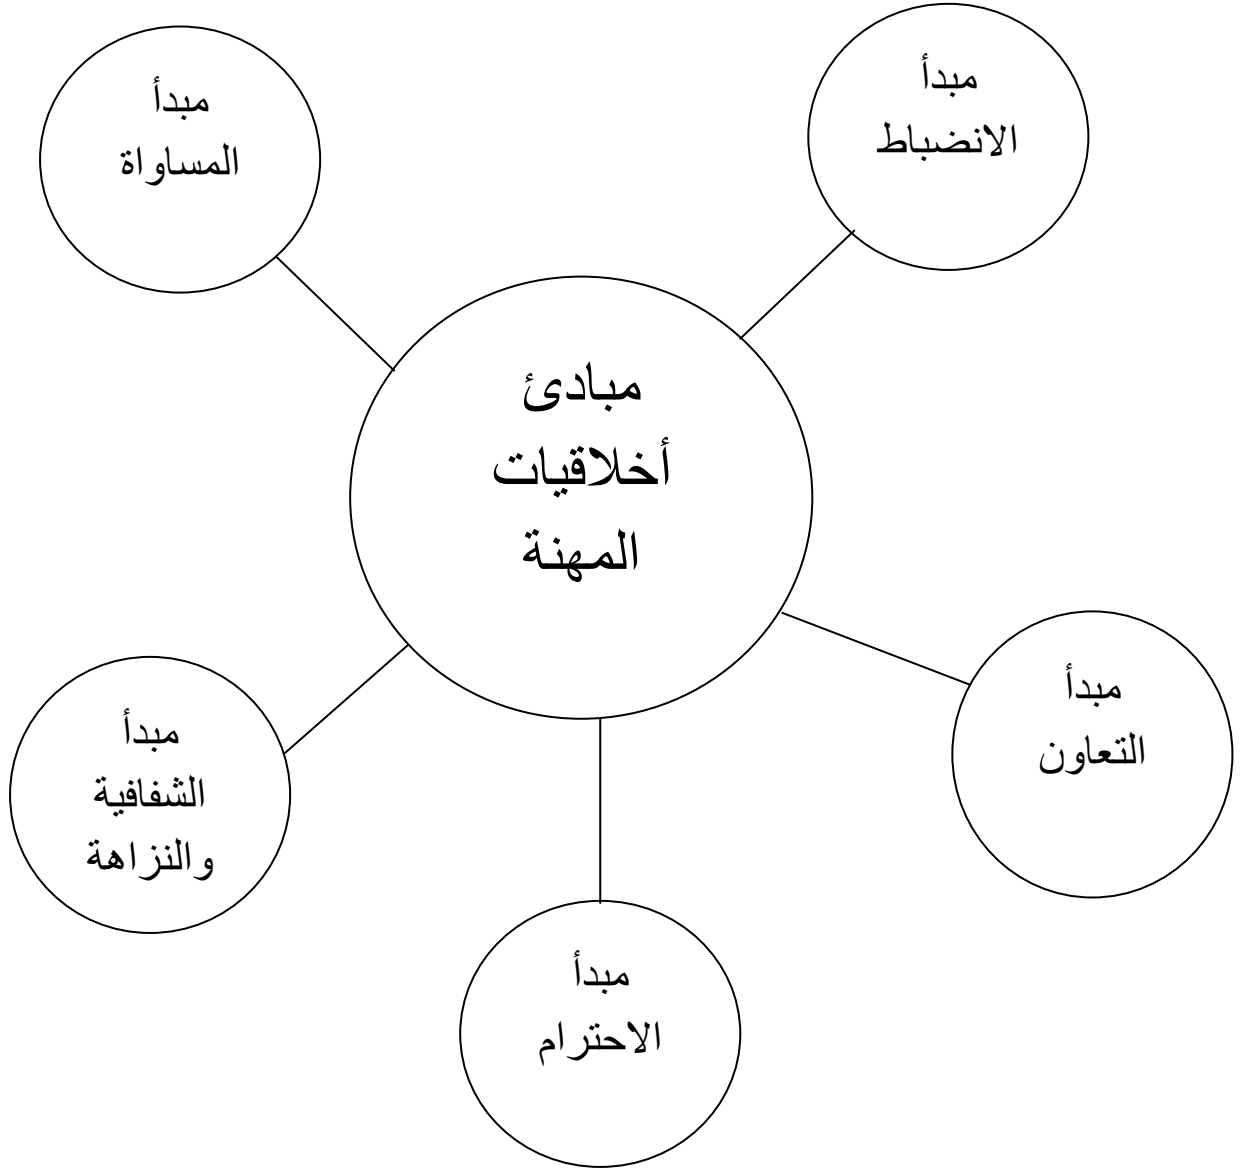 مبدأ
الانضباط
مبدأ
المساواة
مبادئ
أخلاقيات
المهنة
مبدأ
التعاون
مبدأ
الشفافية
والنزاهة
مبدأ
الاحترام